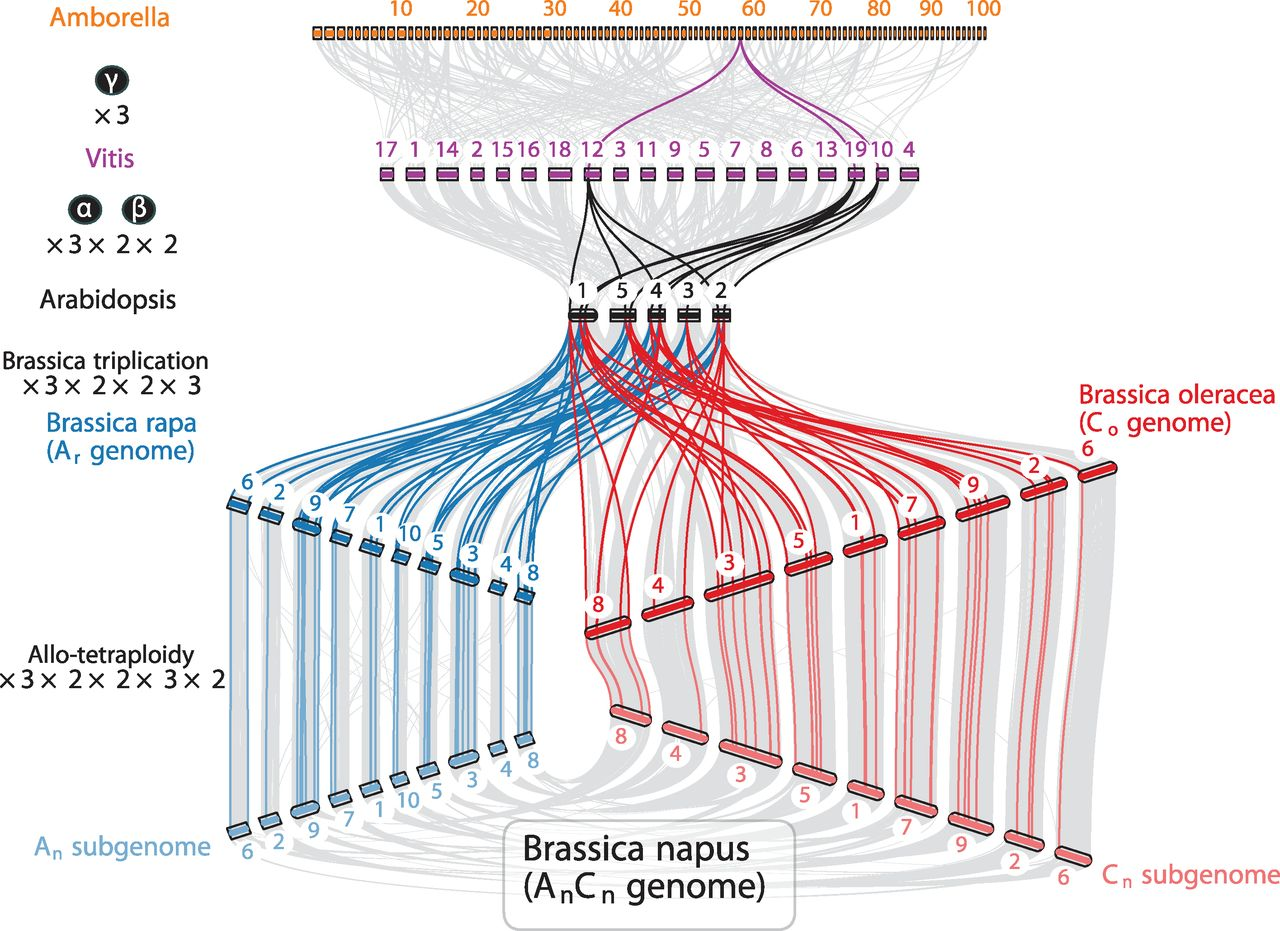 Amborella
10 20 30 40 50 60 70 80 90 100
γ
×3
Vitis
17 1 14 2 15 16 18 12 3 11 9 5 7 8 6 13 19 10 4
α β
×3× 2× 2
Arabidopsis
1 5 4 3 2
Brassica triplication
×3× 2× 2× 3
Brassica rapa
(Ar genome)
6 2 9 7 1 10 5 3 4 8
Brassica oleracea
(Co genome)
8 4 3 5 1 7 9 2 6
Allo-tetraploidy
×3× 2× 2× 3× 2
An subgenome
6 2 9 7 1 10 5 3 4 8
8 4 3 5 1 7 9 2 6
Cn subgenome
Brassica napus
(AnCn genome)